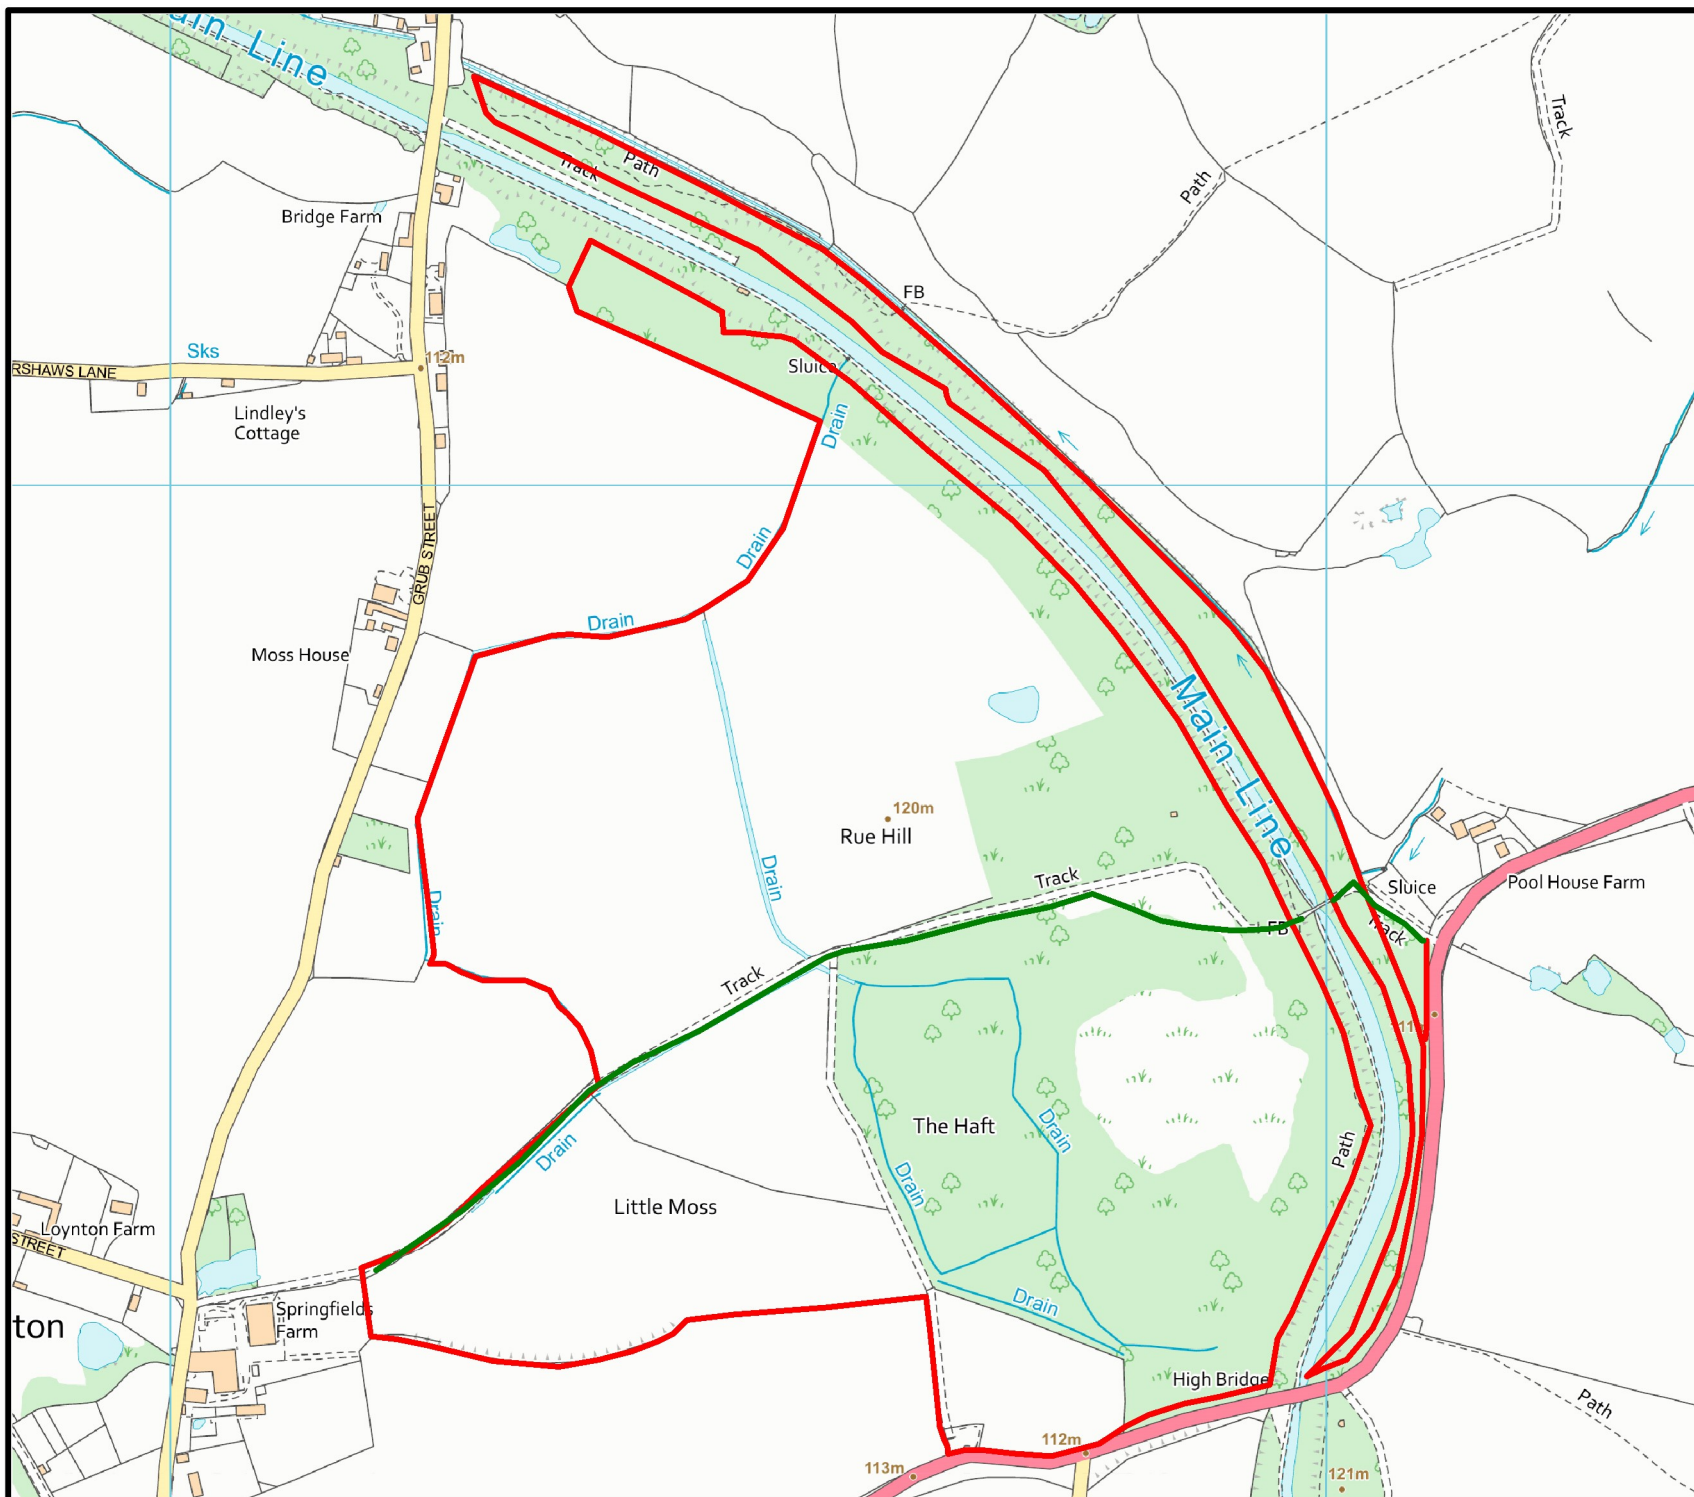 Line
Track
Path
Track
Path
Bridge Farm
FB
Sks
112m
RSHAWS LANE
Sluice
Lindley's
Cottage
Drain
GRUB STREET
Drain
Drain
Moss House
Main Line
120m
Rue Hill
Drain
Track
Sluice
Pool House Farm
Drain
FB
Track
Track
Drain
The Haft
Drain
Path
Drain
Little Moss
Loynton Farm
STREET
Drain
Springfields
Farm
ton
High Bridge
Path
112m
113m
121m